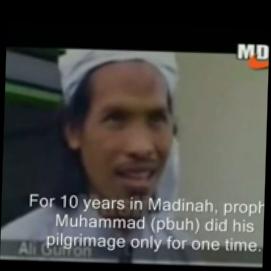 MD
For 10 years in Madinah, proph
Muhammad (pbuh) did his
pilgrimage only for one time.
Ali Gufron